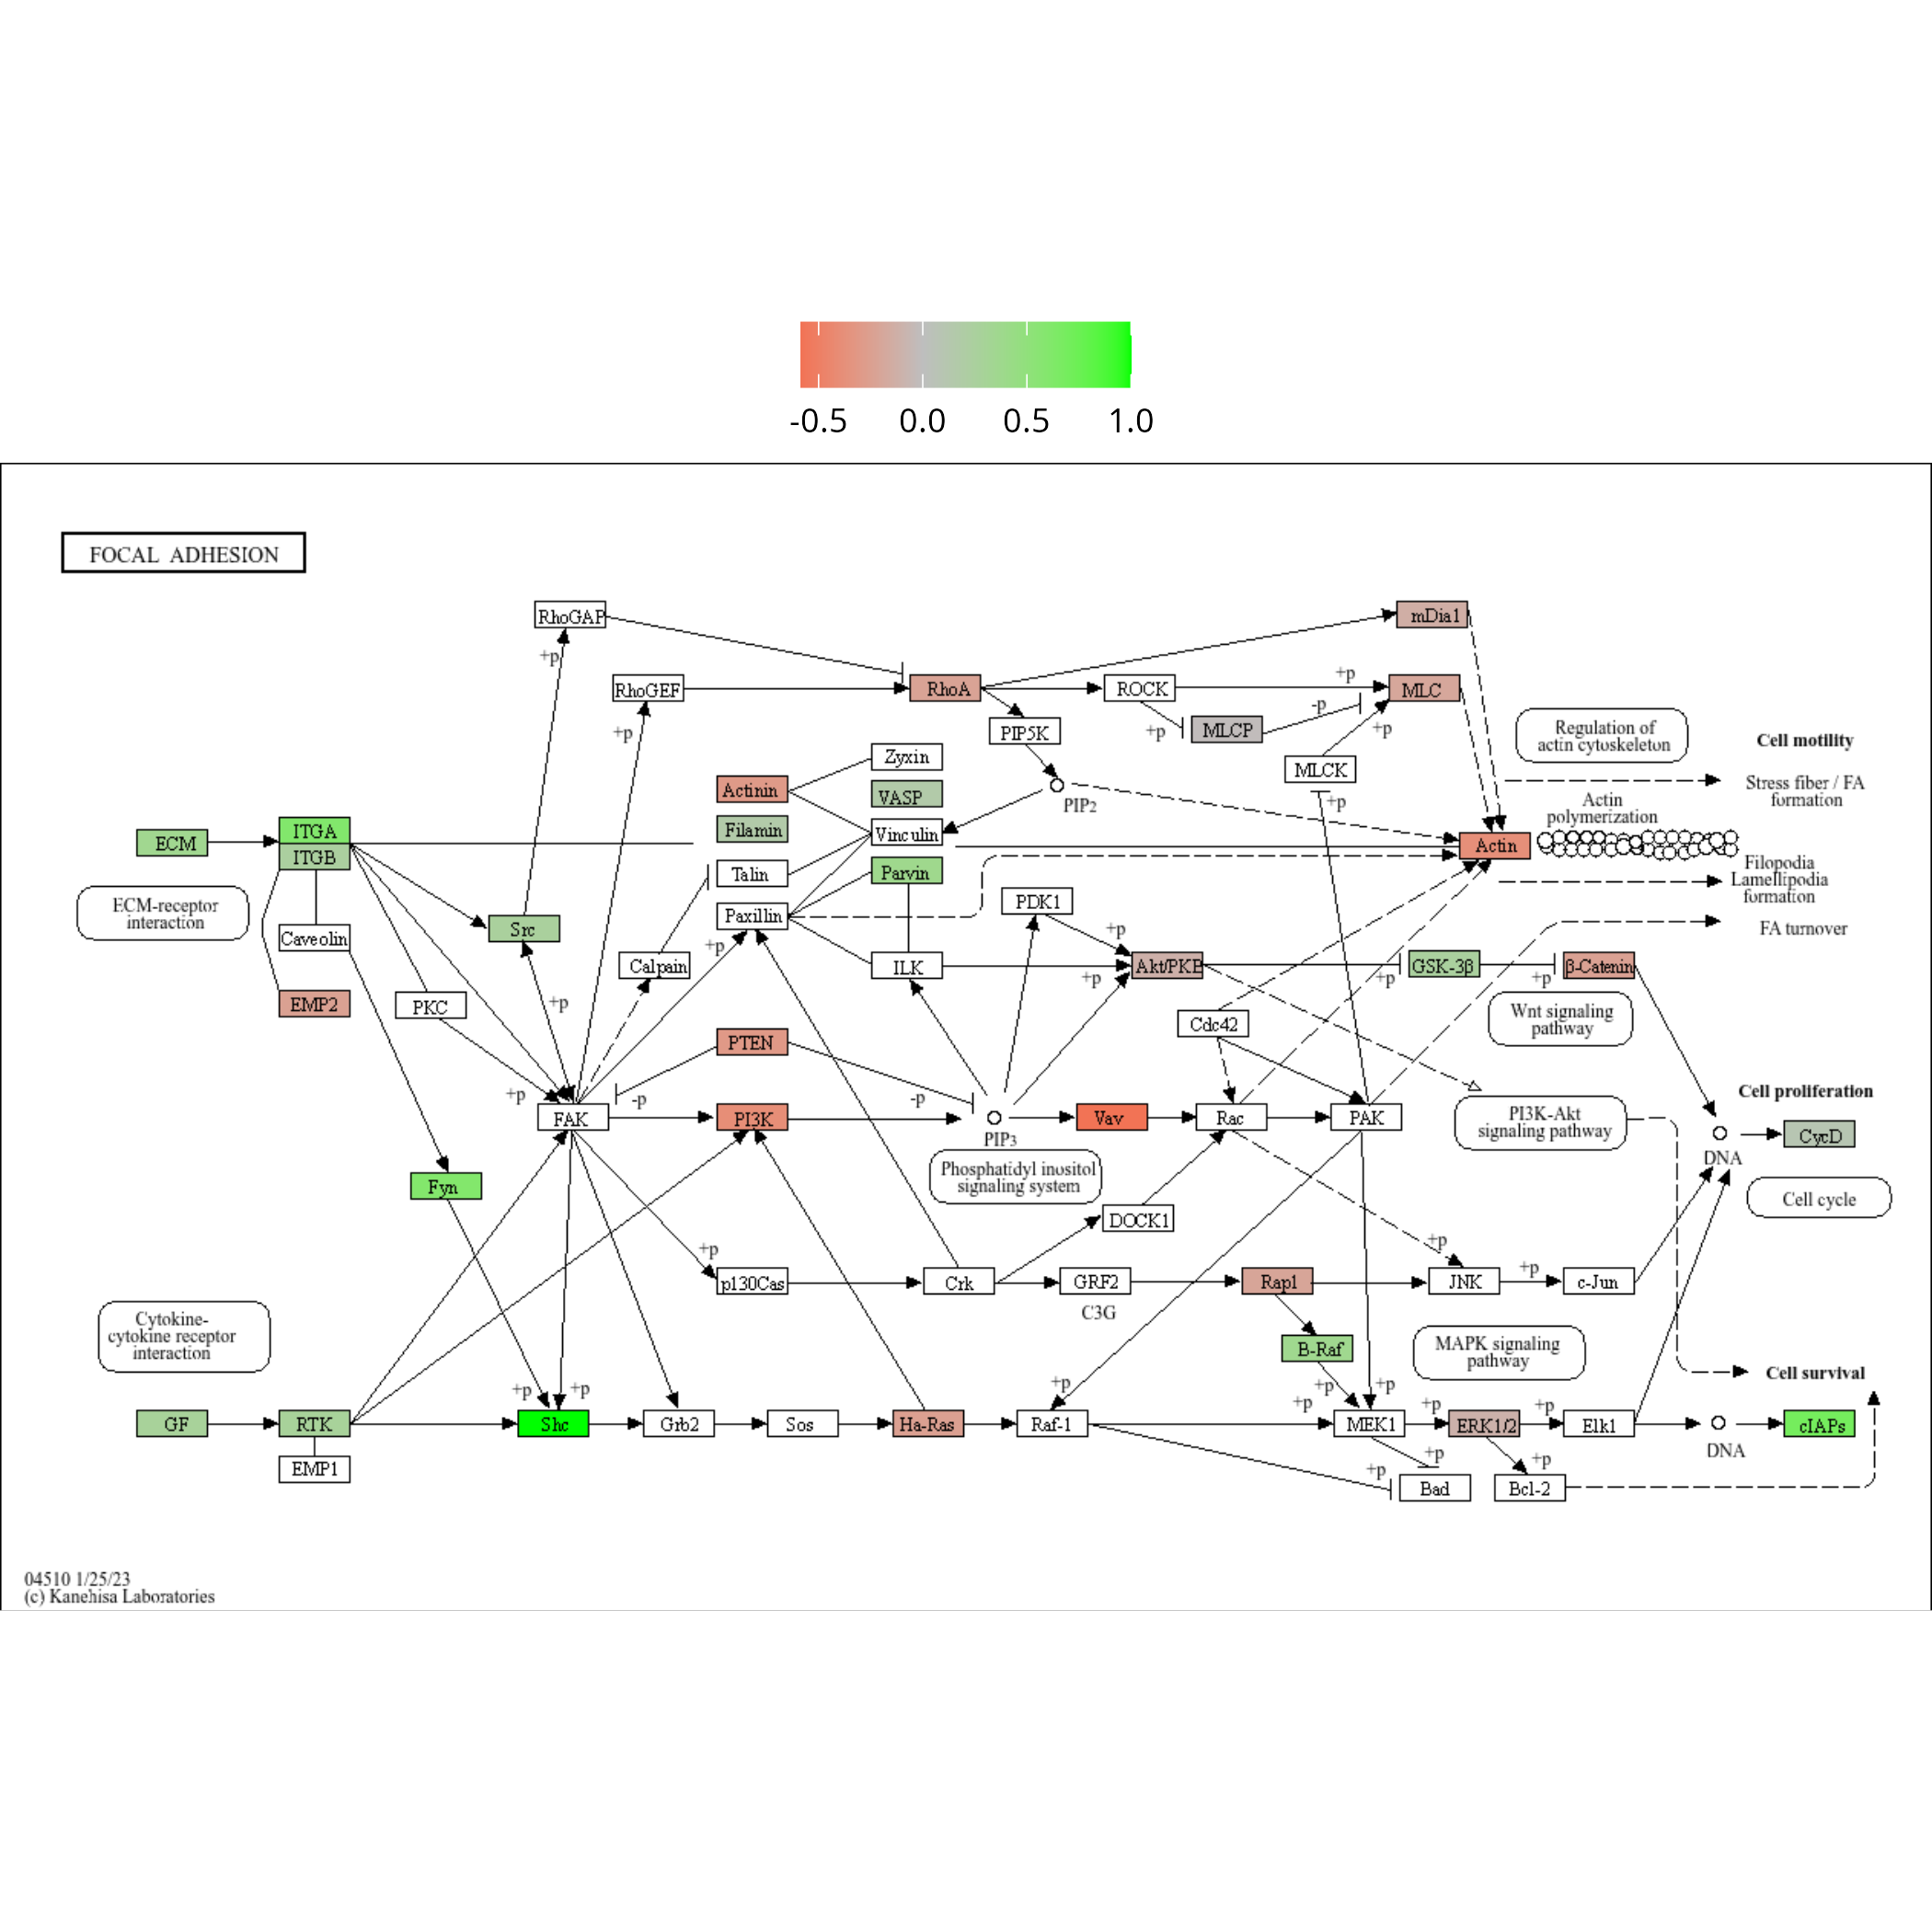 -0.5 0.0 0.5 1.0
FOCAL ADHESION
RhoGAP
mDia1
+p
RhoGEF
RhoA
ROCK
+p
MLC
-p
+p
PIP5K
+p
MLCP
+p
Regulation of
actin cytoskeleton
Cell motility
Zyxin
MLCK
Actinin
VASP
PIP2
+p
Stress fiber / FA
formation
Actin
polymerization
Filamin
Vinculin
ECM
ITGA
ITGB
Actin
Talin
Parvin
Filopodia
Lamellipodia
formation
ECM-receptor
interaction
PDK1
Paxillin
Src
Caveolin
+p
+p
FA turnover
Calpain
ILK
+p
Akt/PKB
+p
GSK-3β
+p
β-Catenin
EMP2
PKC
+p
Cdc42
Wnt signaling
pathway
PTEN
+p
-p
-p
Cell proliferation
FAK
PI3K
PIP3
Vav
Rac
PAK
PI3K-Akt
signaling pathway
CycD
DNA
Phosphatidyl inositol
signaling system
Fyn
Cell cycle
DOCK1
+p
+p
p130Cas
Crk
GRF2
Rap1
JNK
+p
c-Jun
C3G
Cytokine-
cytokine receptor
interaction
B-Raf
MAPK signaling
pathway
Cell survival
+p
+p
+p
+p
+p
+p
+p
+p
GF
RTK
Shc
Grb2
Sos
Ha-Ras
Raf-1
MEK1
ERK1/2
Elk1
cIAPs
DNA
EMP1
+p
+p
+p
Bad
Bcl-2
04510 1/25/23
(c) Kanehisa Laboratories